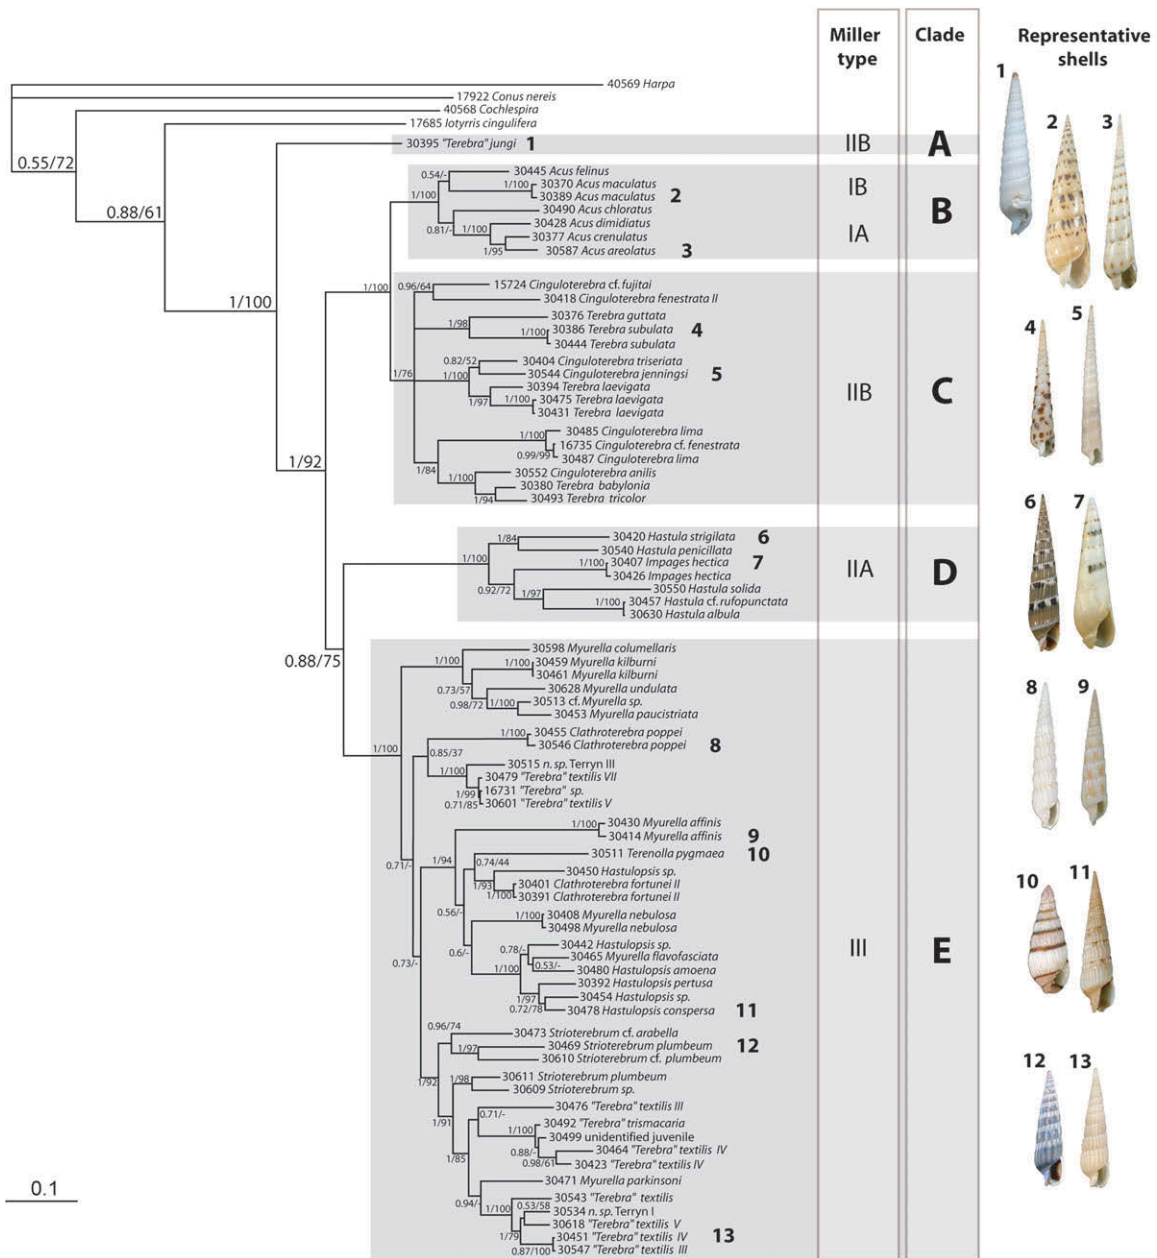 Miller type
Clade
Representative shells
40569 Harpa
17922 Conus nereis
40568 Cochlespira
17685 Iotyrris cingulifera
0.55/72
0.88/61
1/100
30395 "Terebra" jungi 1
IIB
A
30445 Acus felinus
0.54/-
1/100
30370 Acus maculatus
1/100
30389 Acus maculatus 2
IB
30490 Acus chloratus
B
0.81/-
30428 Acus dimidiatus
1/100
30377 Acus crenulatus
IA
1/95
30587 Acus areolatus 3
1/100
0.96/64
15724 Cinguloterebra cf. fujitai
30418 Cinguloterebra fenestrata II
30376 Terebra guttata
1/98
1/100
30386 Terebra subulata 4
30444 Terebra subulata
0.82/52
30404 Cinguloterebra triseriata
1/76
1/100
30544 Cinguloterebra jenningsi 5
30394 Terebra laevigata
1/97
1/100
30475 Terebra laevigata
IIB
C
30431 Terebra laevigata
1/100
30485 Cinguloterebra lima
16735 Cinguloterebra cf. fenestrata
0.99/99
30487 Cinguloterebra lima
1/84
1/100
30552 Cinguloterebra anilis
30380 Terebra babylonia
1/94
30493 Terebra tricolor
1/92
1/84
30420 Hastula strigilata 6
30540 Hastula penicillata
1/100
1/100
30407 Impages hectica 7
30426 Impages hectica
IIA
D
0.92/72
1/97
30550 Hastula solida
1/100
30457 Hastula cf. rufopunctata
30630 Hastula albula
0.88/75
30598 Myurella columellaris
1/100
1/100
30459 Myurella kilburni
30461 Myurella kilburni
0.73/57
30628 Myurella undulata
0.98/72
1/100
30513 cf. Myurella sp.
30453 Myurella paucistriata
1/100
1/100
30455 Clathroterebra poppei
0.85/37
30546 Clathroterebra poppei 8
30515 n. sp. Terryn III
1/100
30479 "Terebra" textilis VII
1/99
16731 "Terebra" sp.
0.71/85
30601 "Terebra" textilis V
1/100
30430 Myurella affinis
30414 Myurella affinis 9
0.71/-
1/94
0.74/44
30511 Terenolla pygmaea 10
30450 Hastulopsis sp.
1/93
30401 Clathroterebra fortunei II
1/100
30391 Clathroterebra fortunei II
0.56/-
1/100
30408 Myurella nebulosa
30498 Myurella nebulosa
0.73/-
0.6/-
0.78/-
30442 Hastulopsis sp.
30465 Myurella flavofasciata
III
E
1/100
0.53/-
30480 Hastulopsis amoena
30392 Hastulopsis pertusa
1/97
30454 Hastulopsis sp.
0.72/78
30478 Hastulopsis conspersa 11
0.96/74
30473 Strioterebrum cf. arabella
1/97
30469 Strioterebrum plumbeum 12
30610 Strioterebrum cf. plumbeum
1/92
1/98
30611 Strioterebrum plumbeum
30609 Strioterebrum sp.
1/91
30476 "Terebra" textilis III
0.71/-
30492 "Terebra" trismacaria
1/100
30499 unidentified juvenile
0.88/-
30464 "Terebra" textilis IV
1/85
0.98/61
30423 "Terebra" textilis IV
30471 Myurella parkinsoni
0.94/-
30543 "Terebra" textilis
1/100
0.53/58
30534 n. sp. Terryn I
30618 "Terebra" textilis V
1/79
30451 "Terebra" textilis IV 13
0.87/100
30547 "Terebra" textilis III
0.1
1
2
3
4
5
6
7
8
9
10
11
12
13